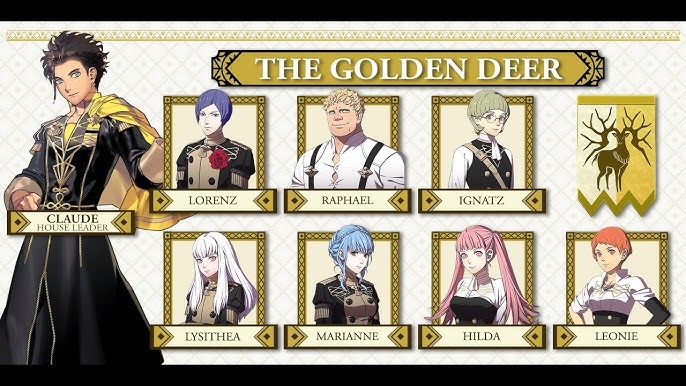 THE GOLDEN DEER
CLAUDE
HOUSE LEADER
LORENZ
RAPHAEL
IGNATZ
LYSITHEA
MARIANNE
HILDA
LEONIE